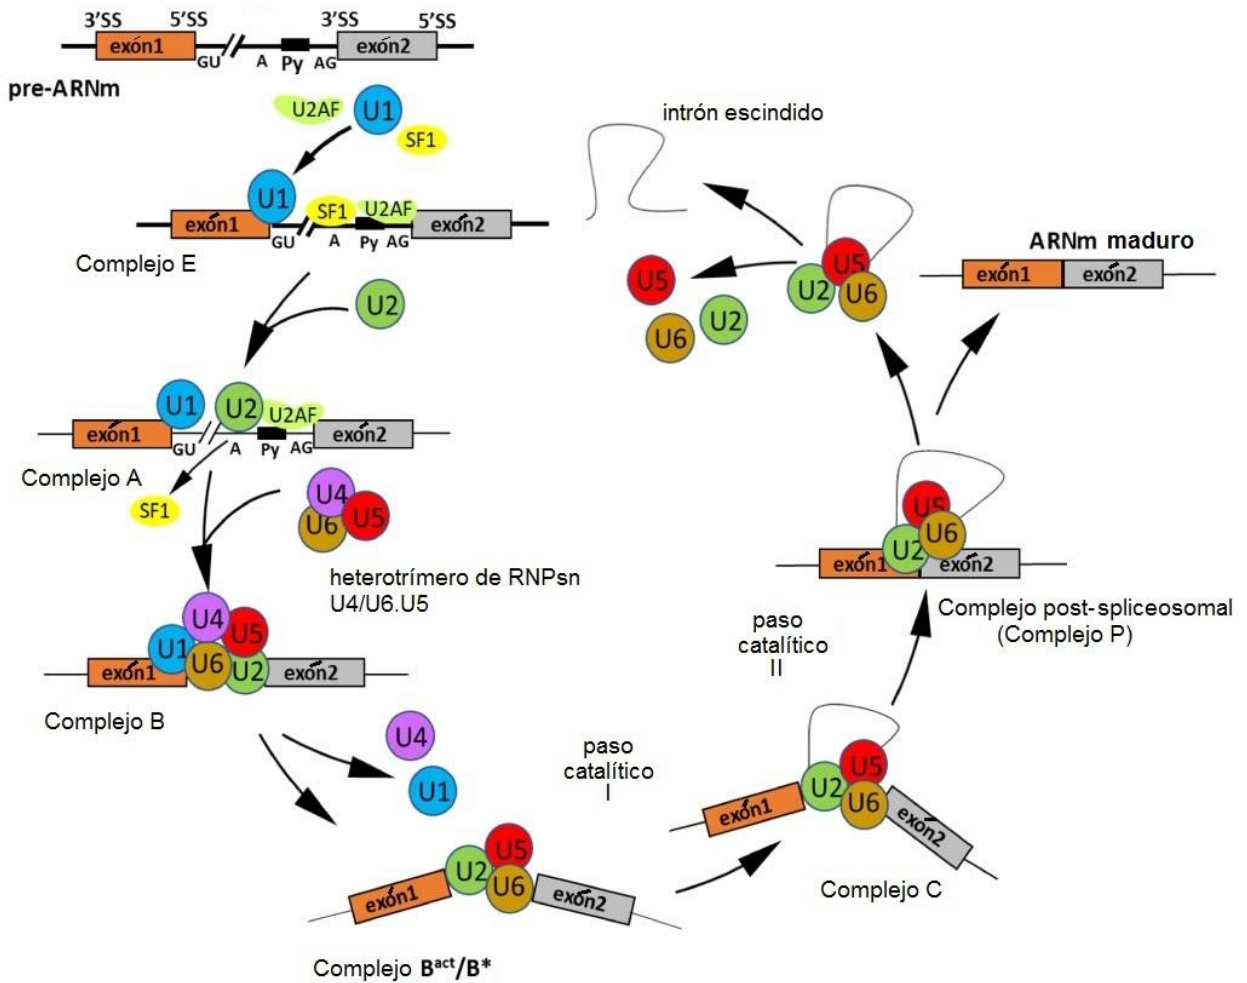 3'SS 5'SS 3'SS 5'SS
exón1 exón2
GU A Py AG
pre-ARNm
U2AF U1
SF1
U1 SF1 U2AF
exón1 exón2
GU A Py AG
Complejo E
U2
U1 U2 U2AF
exón1 exón2
GU A Py AG
Complejo A
SF1
U4
U6 U5
heterotrímero de RNPsn
U4/U6.U5
U4
U1 U5
U6 U2
exón1 exón2
Complejo B
U4
U1
U5
U2 U6
exón1 exón2
Complejo Bact/B*
paso
catalítico
I
U5
U2 U6
exón1 exón2
Complejo C
paso
catalítico
II
U5
U2 U6
exón1 exón2
Complejo post-spliceosomal
(Complejo P)
ARNm maduro
exón1 exón2
U5
U2 U6
U5
U6 U2
intrón escindido